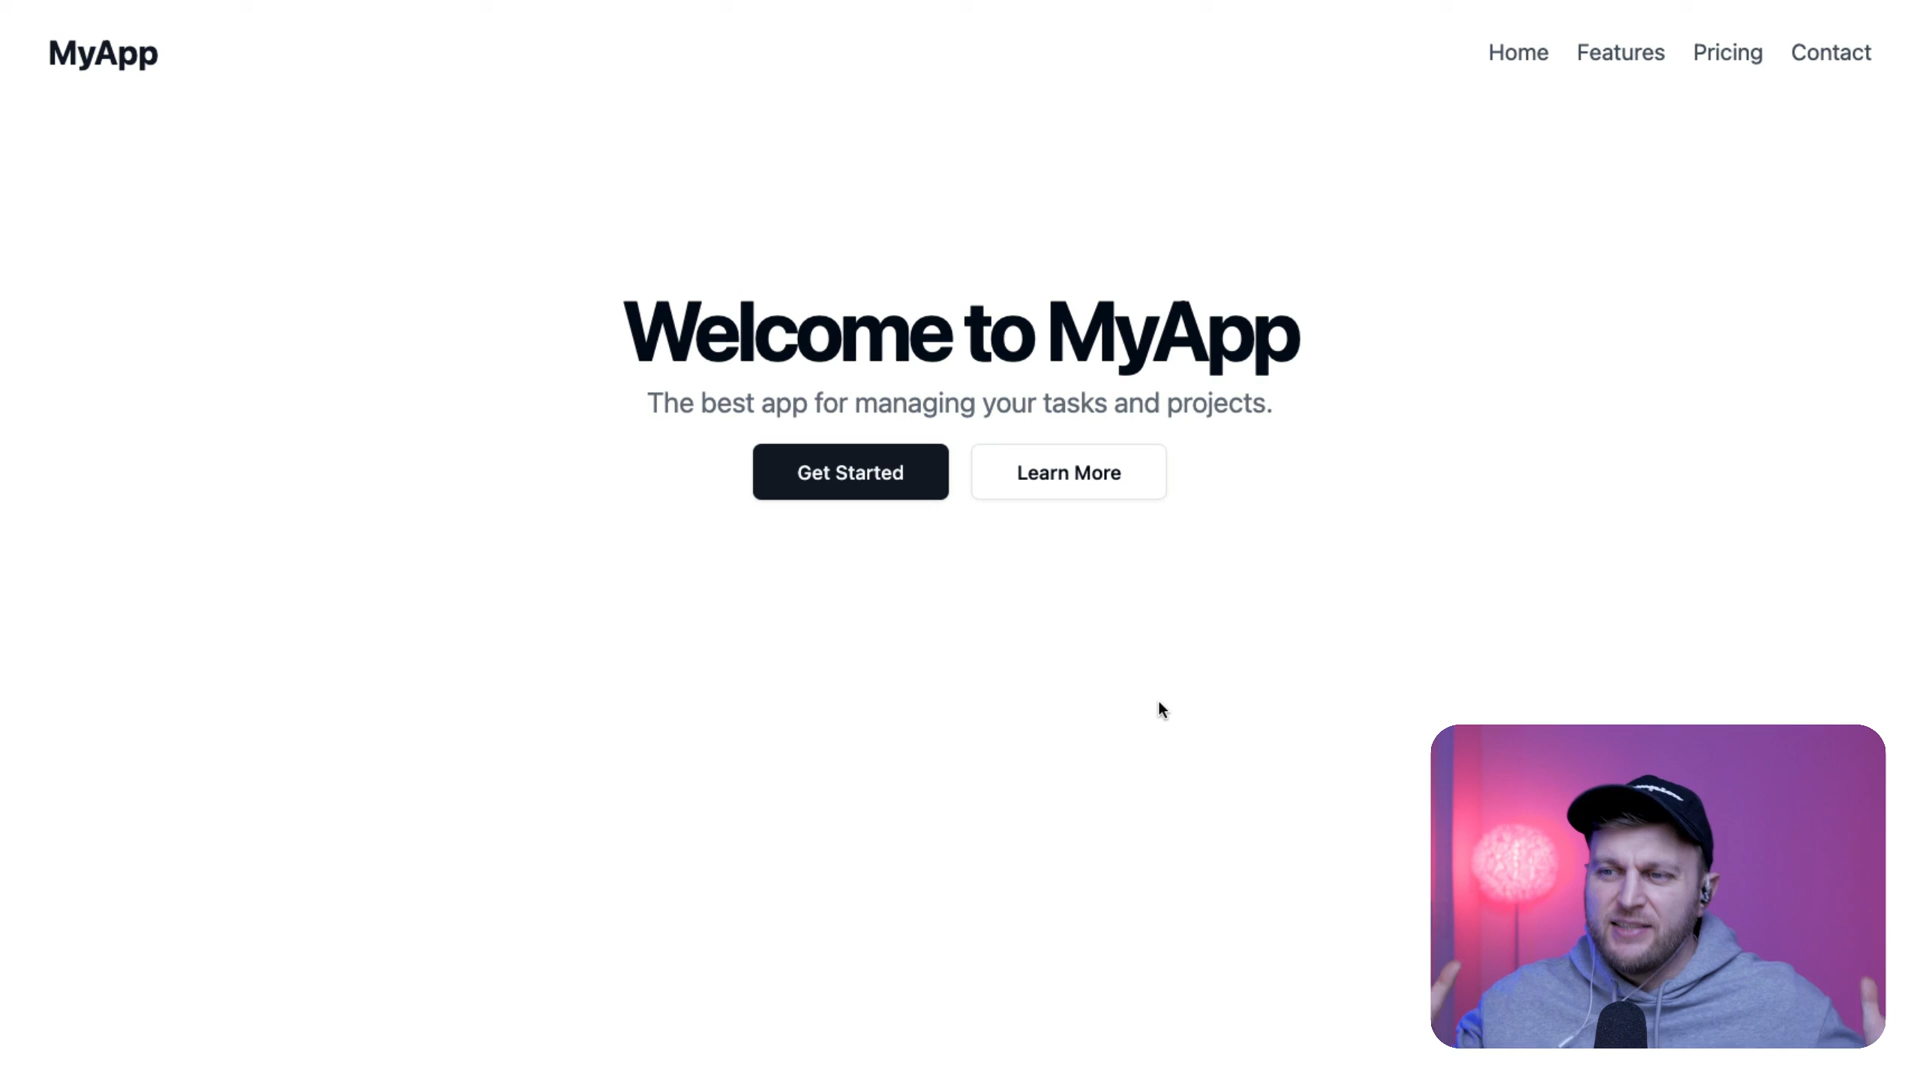 MyApp
Home Features Pricing Contact
Welcome to MyApp
The best app for managing your tasks and projects.
Get Started Learn More